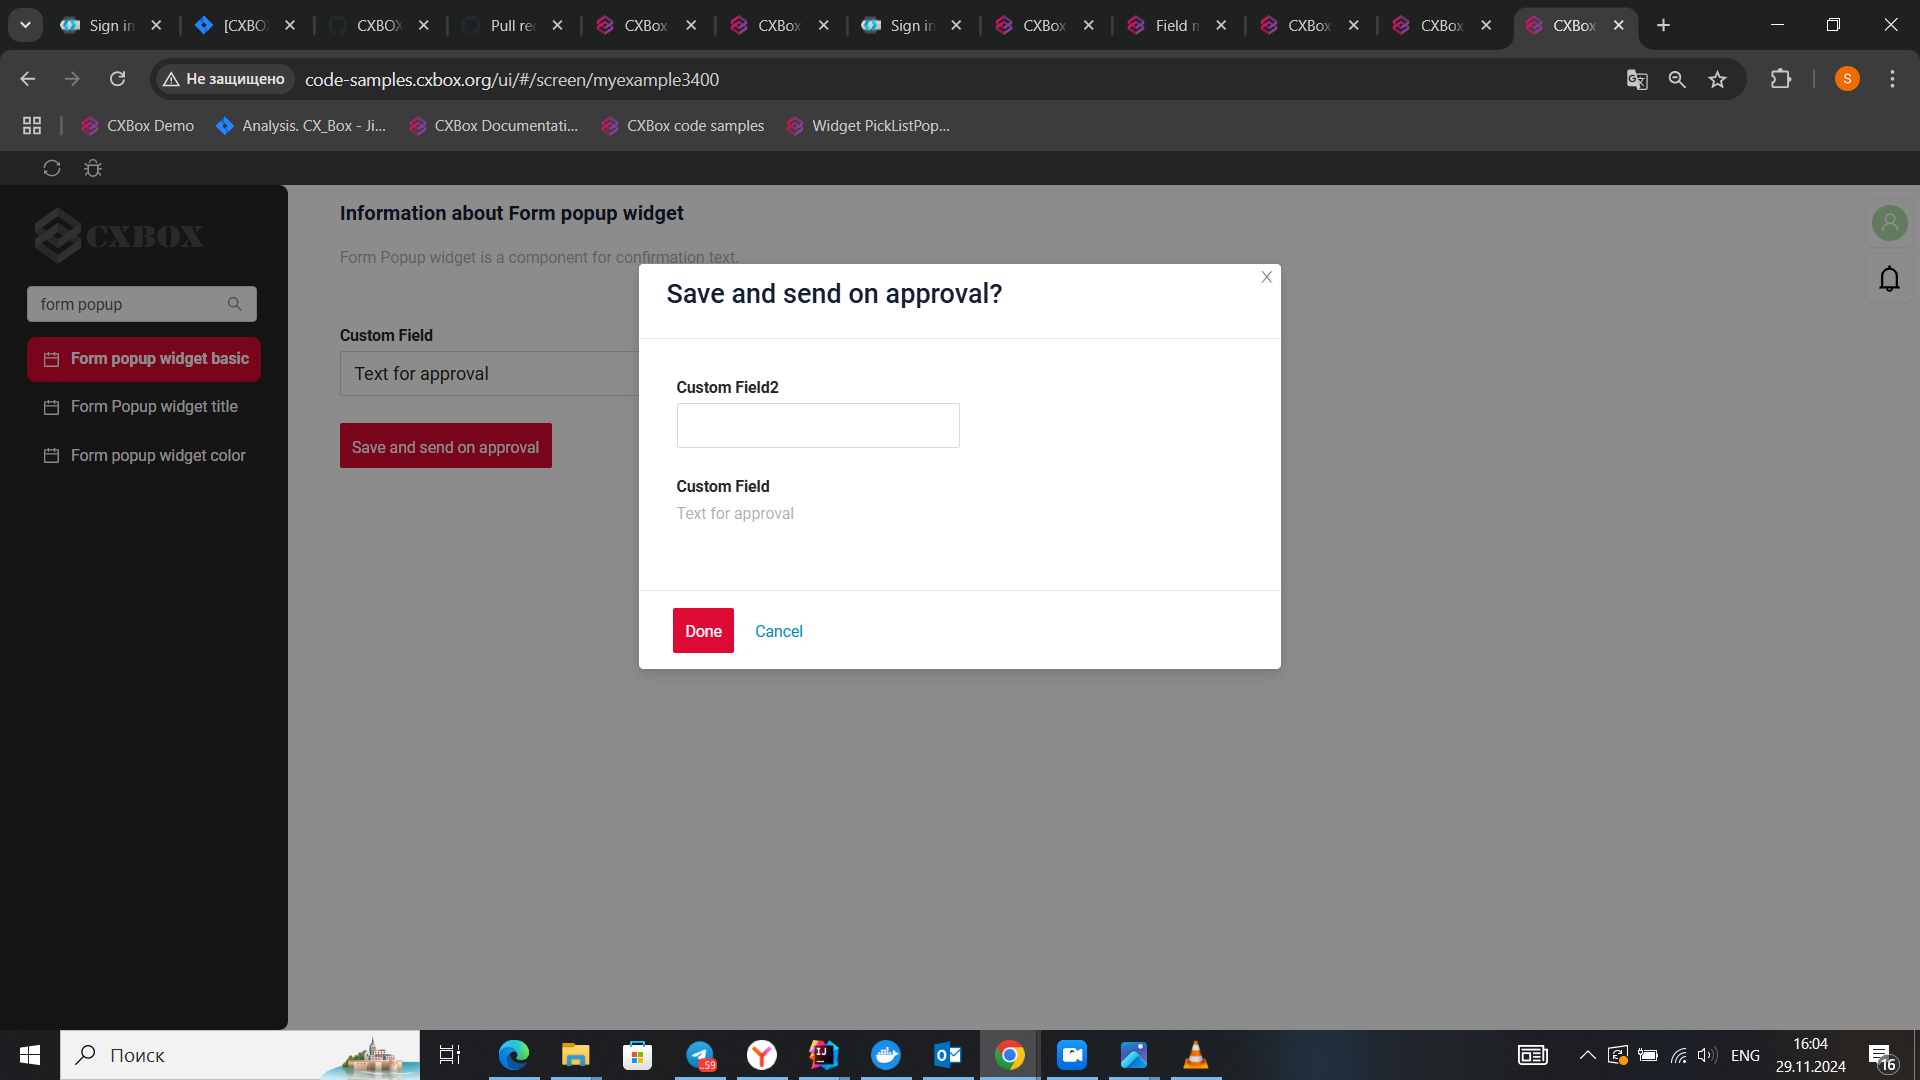 Sign in
[CXBO
CXBOX
Pull re
CXBox
CXBox
Sign in
CXBox
Field m
CXBox
CXBox
CXBox
Не защищено
code-samples.cxbox.org/ui/#/screen/myexample3400
S
CXBox Demo
Analysis. CX_Box - Ji...
CXBox Documentati...
CXBox code samples
Widget PickListPop...
CXBOX
form popup
Form popup widget basic
Form Popup widget title
Form popup widget color
Information about Form popup widget
Form Popup widget is a component for confirmation text.
Custom Field
Text for approval
Save and send on approval
Save and send on approval?
Custom Field2
Custom Field
Text for approval
Done
Cancel
Поиск
..59
ENG
16:04
29.11.2024
16